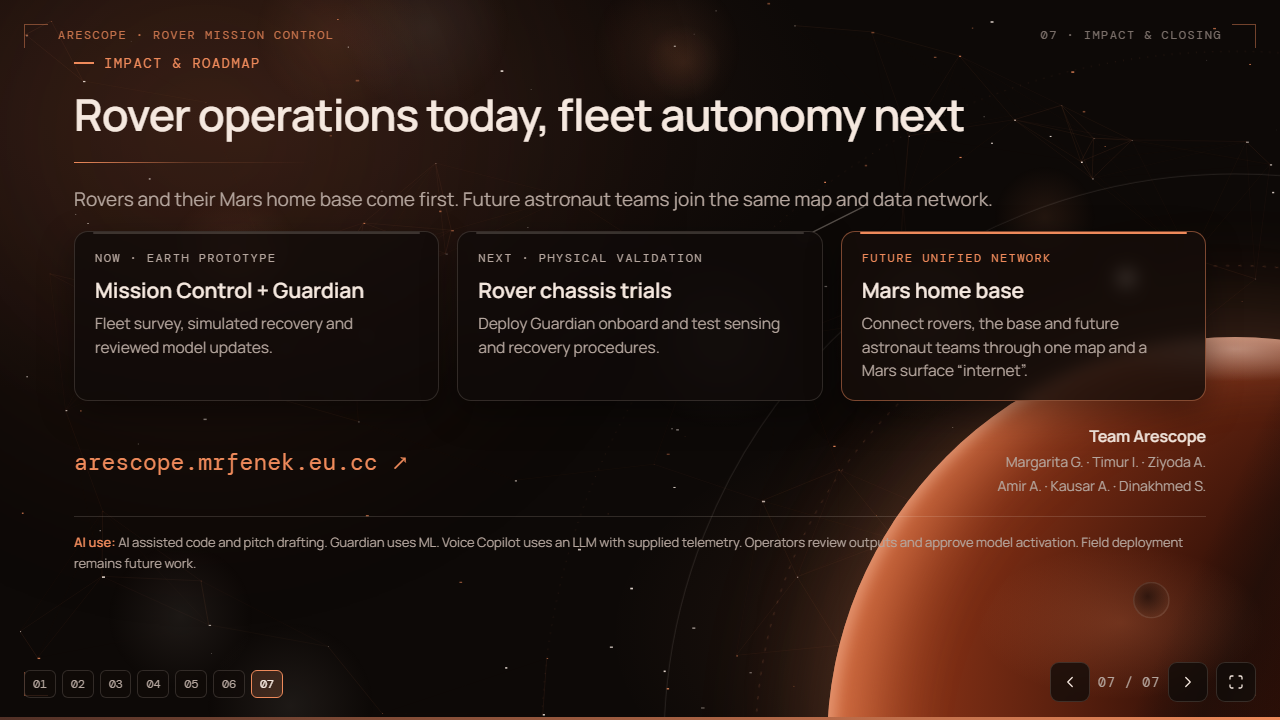 ARESCOPE · ROVER MISSION CONTROL
07 · IMPACT & CLOSING
IMPACT & ROADMAP
Rover operations today, fleet autonomy next
Rovers and their Mars home base come first. Future astronaut teams join the same map and data network.
NOW · EARTH PROTOTYPE
Mission Control + Guardian
Fleet survey, simulated recovery and
reviewed model updates.
NEXT · PHYSICAL VALIDATION
Rover chassis trials
Deploy Guardian onboard and test sensing
and recovery procedures.
FUTURE UNIFIED NETWORK
Mars home base
Connect rovers, the base and future
astronaut teams through one map and a
Mars surface “internet”.
arescope.mrfenek.eu.cc ↗
Team Arescope
Margarita G. · Timur I. · Ziyoda A.
Amir A. · Kausar A. · Dinakhmed S.
AI use: AI assisted code and pitch drafting. Guardian uses ML. Voice Copilot uses an LLM with supplied telemetry. Operators review outputs and approve model activation. Field deployment
remains future work.
01 02 03 04 05 06 07
07 / 07